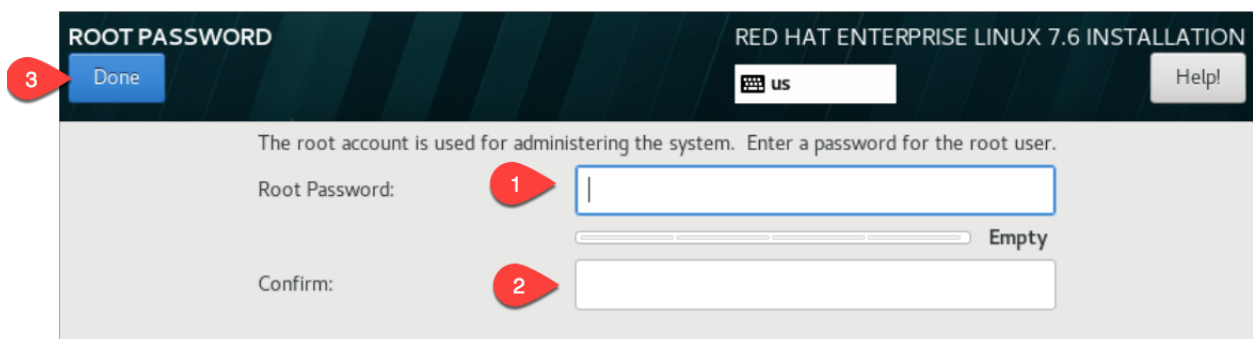 ROOT PASSWORD
RED HAT ENTERPRISE LINUX 7.6 INSTALLATION
3
Done
us
Help!
The root account is used for administering the system. Enter a password for the root user.
Root Password:
1
Empty
Confirm:
2